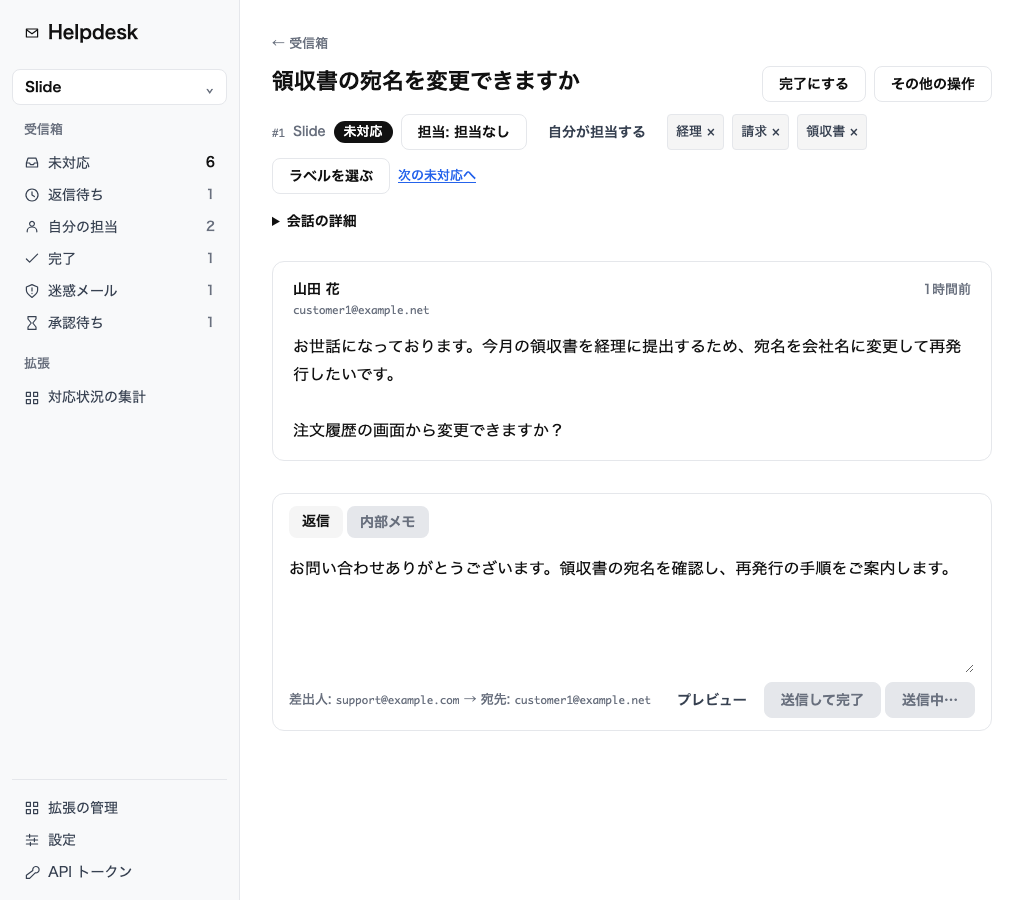 Helpdesk
Slide
受信箱
未対応 6
返信待ち 1
自分の担当 2
完了 1
迷惑メール 1
承認待ち 1
拡張
対応状況の集計
拡張の管理
設定
API トークン
← 受信箱
領収書の宛名を変更できますか
完了にする
その他の操作
#1 Slide 未対応 担当: 担当なし 自分が担当する 経理 × 請求 × 領収書 ×
ラベルを選ぶ 次の未対応へ
▶ 会話の詳細
山田 花 1 時間前
customer1@example.net
お世話になっております。今月の領収書を経理に提出するため、宛名を会社名に変更して再発
行したいです。
注文履歴の画面から変更できますか？
返信 内部メモ
お問い合わせありがとうございます。領収書の宛名を確認し、再発行の手順をご案内します。
差出人: support@example.com → 宛先: customer1@example.net プレビュー 送信して完了 送信中…